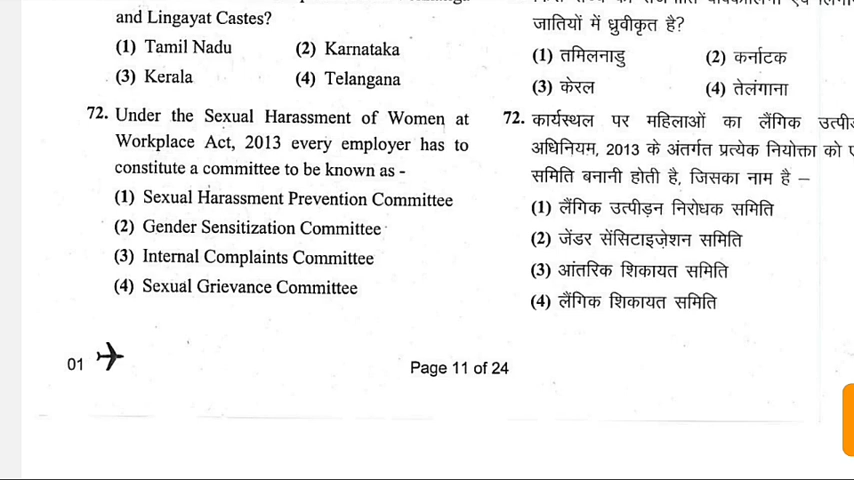 and Lingayat Castes?
(1) Tamil Nadu (2) Karnataka
(3) Kerala (4) Telangana
72. Under the Sexual Harassment of Women at
Workplace Act, 2013 every employer has to
constitute a committee to be known as -
(1) Sexual Harassment Prevention Committee
(2) Gender Sensitization Committee
(3) Internal Complaints Committee
(4) Sexual Grievance Committee
जातियों में ध्रुवीकृत है?
(1) तमिलनाडु (2) कर्नाटक
(3) केरल (4) तेलंगाना
72. कार्यस्थल पर महिलाओं का लैंगिक
अधिनियम, 2013 के अंतर्गत प्रत्येक नियोक्ता को
समिति बनानी होती है, जिसका नाम है –
(1) लैंगिक उत्पीड़न निरोधक समिति
(2) जेंडर सेंसिटाइज़ेशन समिति
(3) आंतरिक शिकायत समिति
(4) लैंगिक शिकायत समिति
01
Page 11 of 24